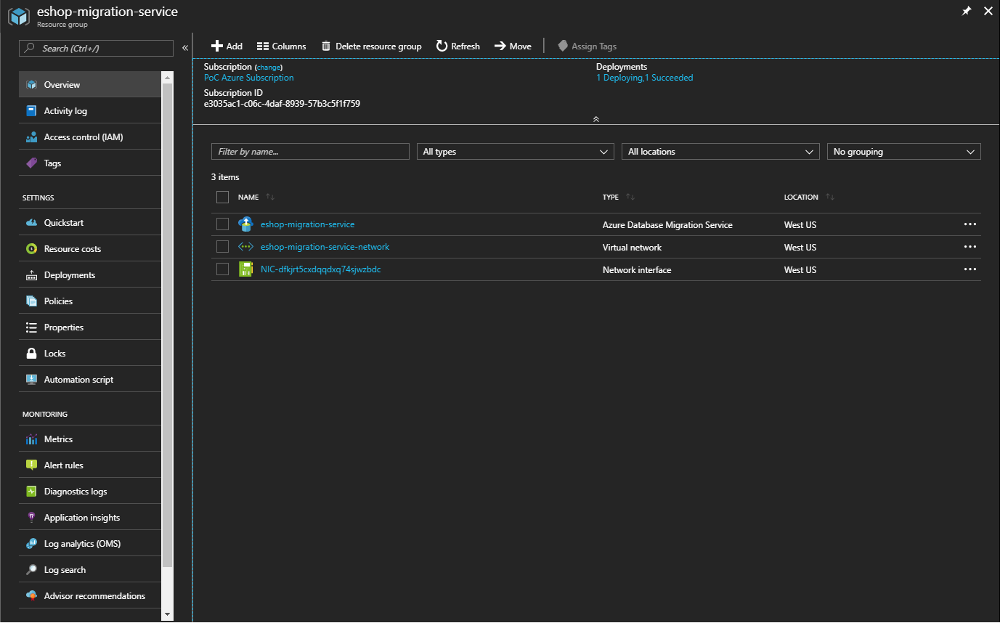 eshop-migration-service
Resource group
Search (Ctrl+/)
Overview
Activity log
Access control (IAM)
Tags
SETTINGS
Quickstart
Resource costs
Deployments
Policies
Properties
Locks
Automation script
MONITORING
Metrics
Alert rules
Diagnostics logs
Application insights
Log analytics (OMS)
Log search
Advisor recommendations
Add Columns Delete resource group Refresh Move Assign Tags
Subscription (change)
PoC Azure Subscription
Subscription ID
e3035ac1-c06c-4daf-8939-57b3c5f1f759
Deployments
1 Deploying,1 Succeeded
Filter by name... All types All locations No grouping
3 items
NAME TYPE LOCATION
eshop-migration-service Azure Database Migration Service West US
eshop-migration-service-network Virtual network West US
NIC-dfkjrt5cxdqqdxq74sjwzbdc Network interface West US